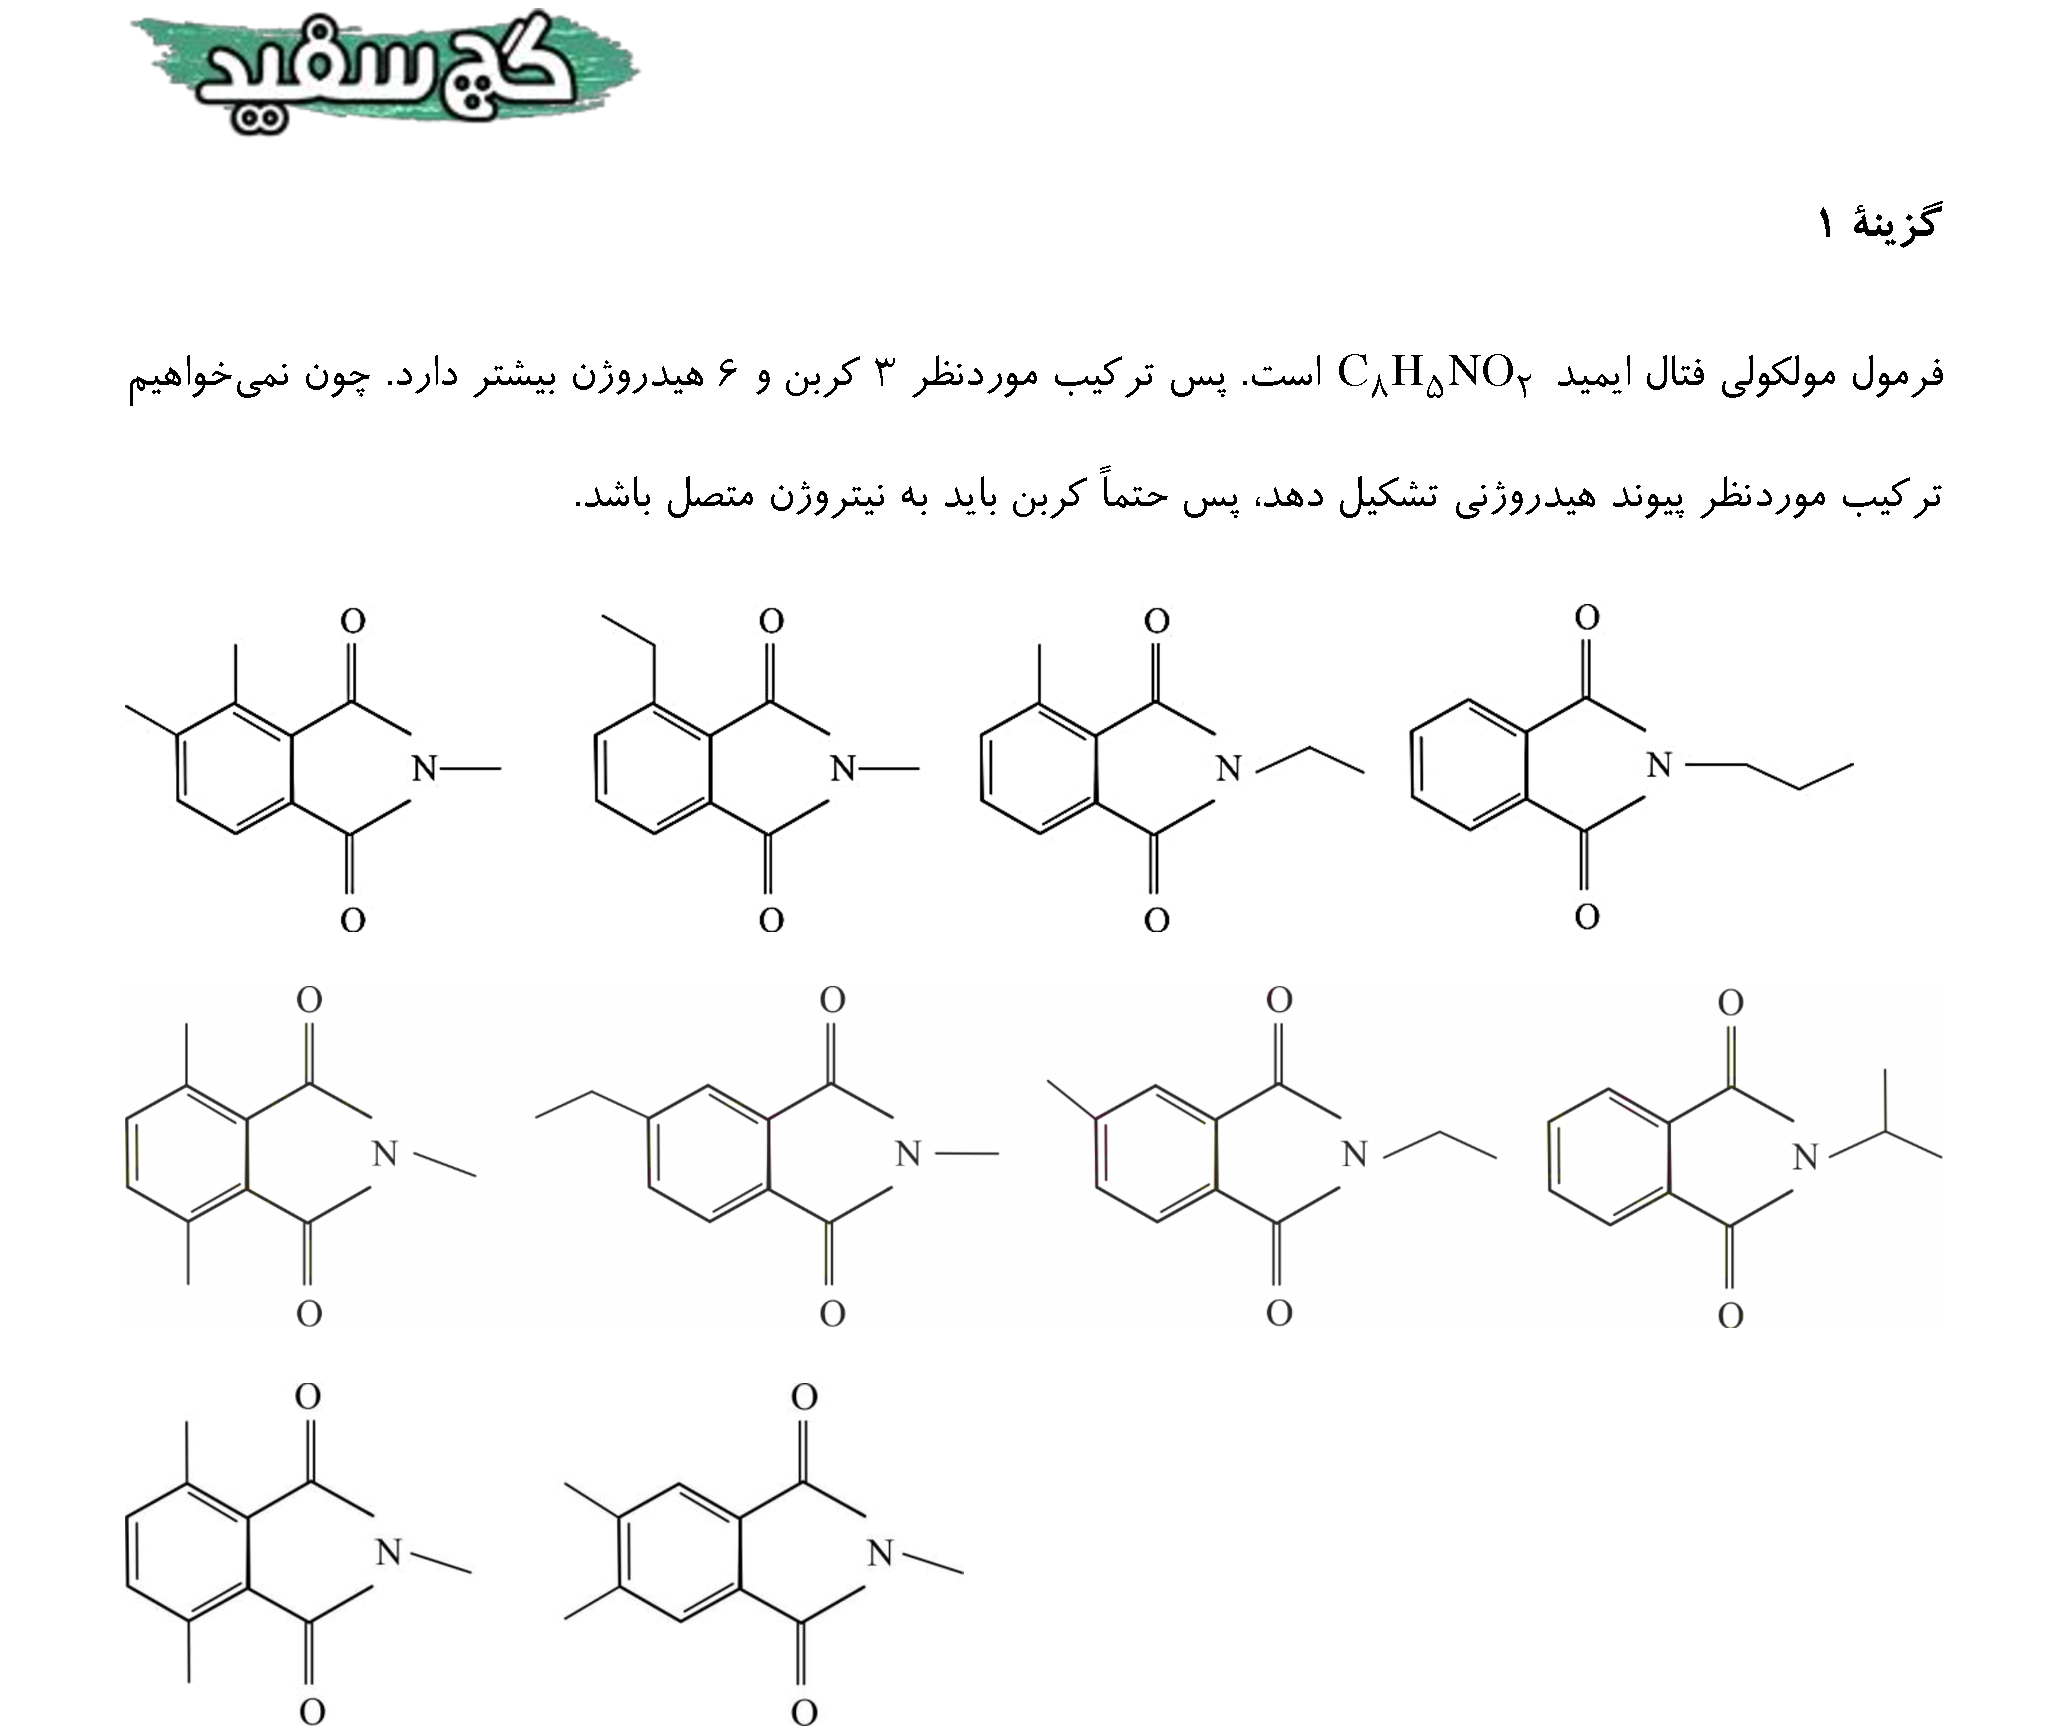 گچ سفید
گزینهٔ ۱
فرمول مولکولی فتال ایمید C۸H۵NO۲ است. پس ترکیب موردنظر ۳ کربن و ۶ هیدروژن بیشتر دارد. چون نمی‌خواهیم
ترکیب موردنظر پیوند هیدروژنی تشکیل دهد، پس حتماً کربن باید به نیتروژن متصل باشد.
O O O O
N N N N
O O O O
O O O O
N N N N
O O O O
O O
N N
O O